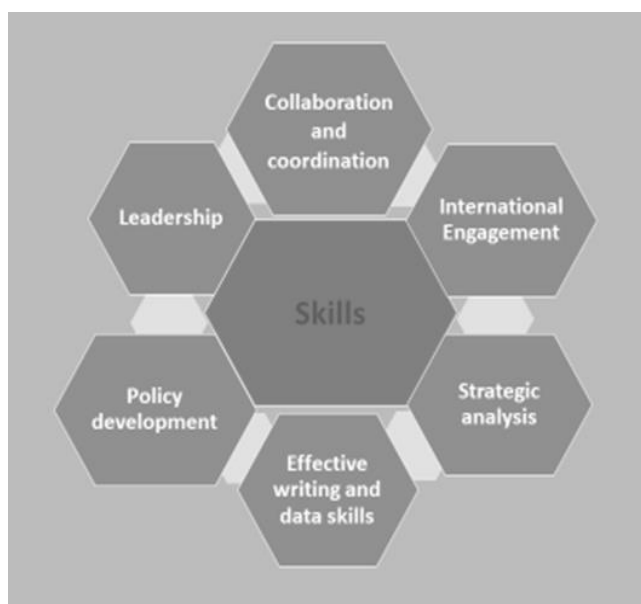 Collaboration
and
coordination
Leadership
International
Engagement
Skills
Policy
development
Strategic
analysis
Effective
writing and
data skills